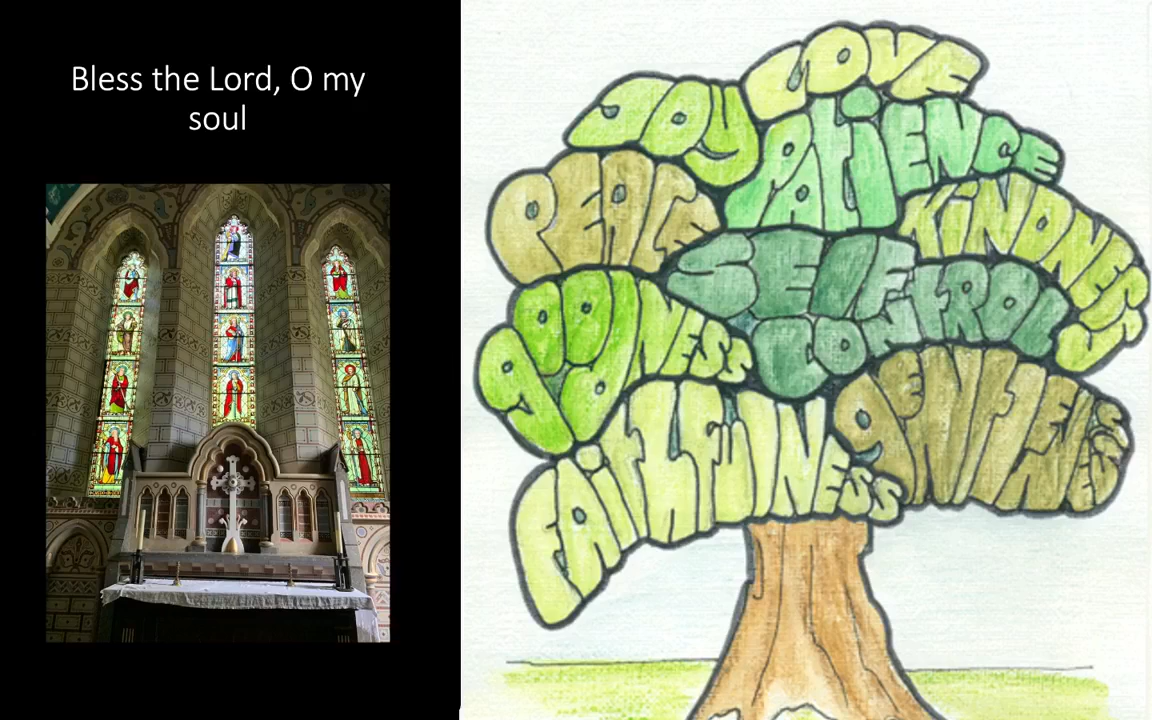 Bless the Lord, O my
soul
LOVE
JOY
PATiENCE
PEACE
KiNDNESS
SElF
CONTROl
gOODNESS
gENTlENESS
FAiTHFUlNESS